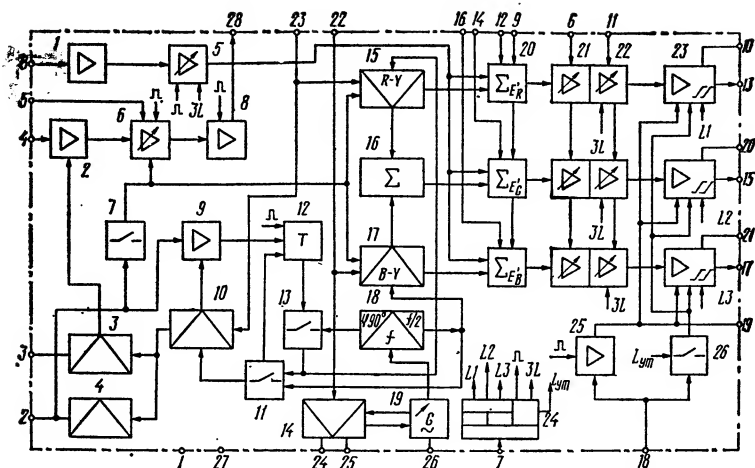 28 23 22 16 14 12 9 6 11
1 5 15 20 21 22 23 10
8 R-Y Σ E'R 13
3L L1
5 6 8 16 20
4 Σ Σ E'G 15
2 3L L2
7 9 12 17 21
T B-Y Σ E'B 17
3L L3
10 13 18 19
3 φ90° f/2 f 25 26
3 L1 L2 L3 3L Lут Lут
4 11 19
2 14 G ~ 24
1 27 24 25 26 7 18